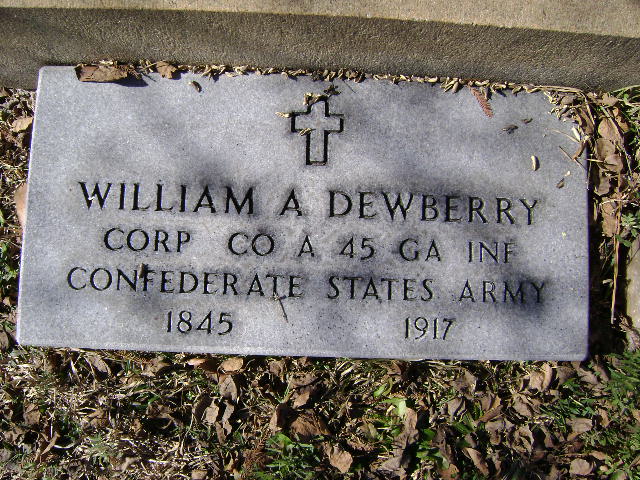 WILLIAM A DEWBERRY
CORP CO A 45 GA INF
CONFEDERATE STATES ARMY
1845 1917